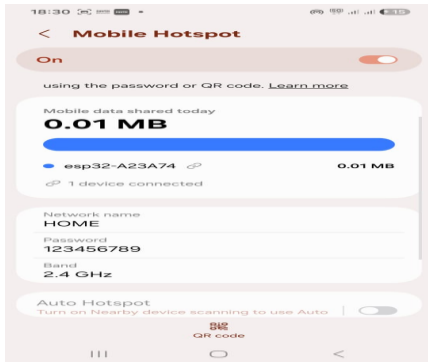 18:30
< Mobile Hotspot
On
using the password or QR code. Learn more
Mobile data shared today
0.01 MB
esp32-A23A74 0.01 MB
1 device connected
Network name
HOME
Password
123456789
Band
2.4 GHz
Auto Hotspot
Turn on Nearby device scanning to use Auto
QR code